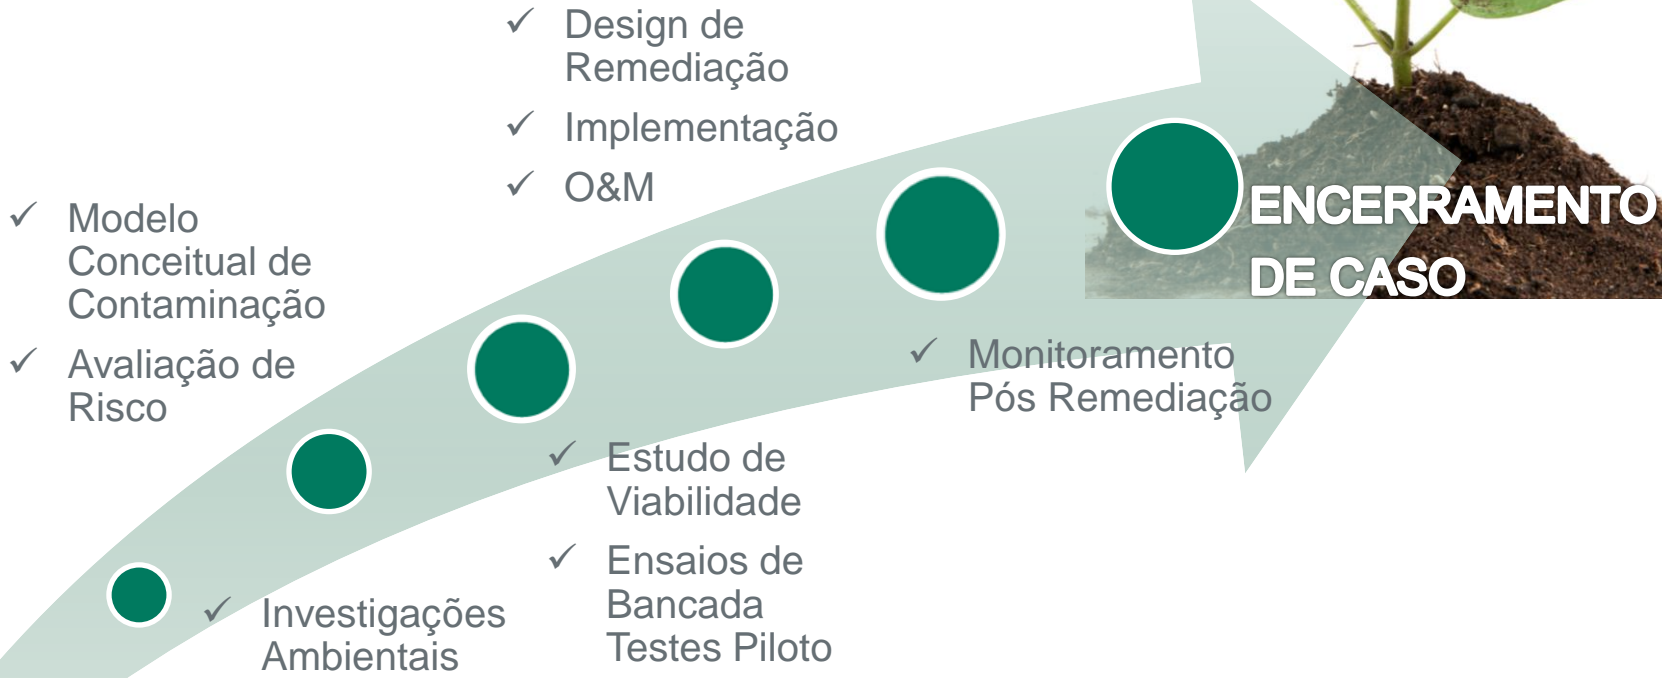 ✓ Design de
Remediação
✓ Implementação
✓ O&M
✓ Modelo
Conceitual de
Contaminação
✓ Avaliação de
Risco
ENCERRAMENTO
DE CASO
✓ Monitoramento
Pós Remediação
✓ Estudo de
Viabilidade
✓ Ensaios de
Bancada
Testes Piloto
✓ Investigações
Ambientais